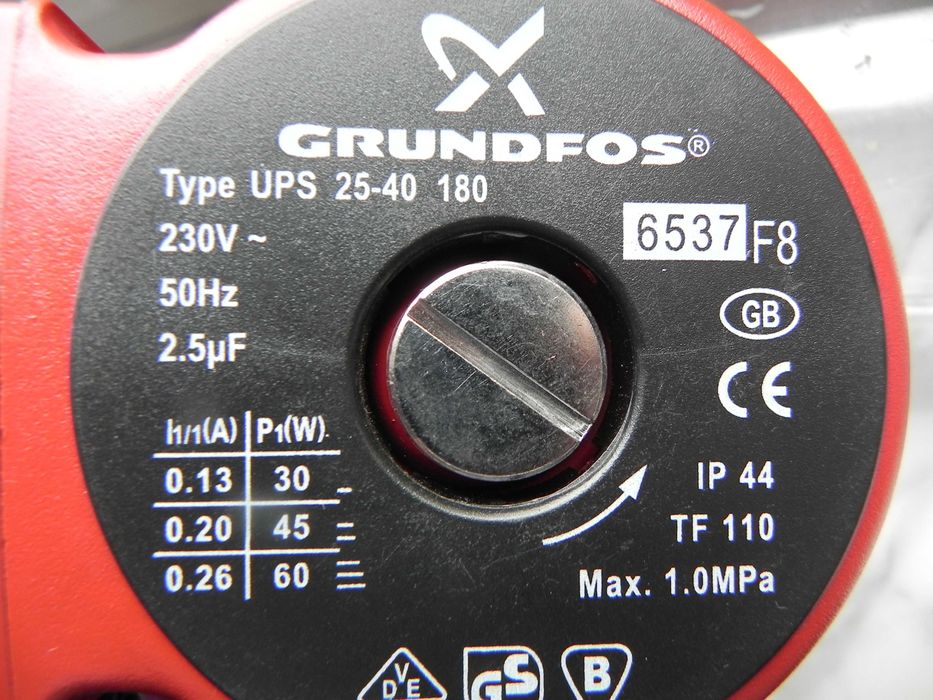 GRUNDFOS®
Type UPS 25-40 180
230V ~
6537 F8
50Hz
GB
2.5µF
CE
I1/1(A) P1(W)
0.13 30
0.20 45
0.26 60
IP 44
TF 110
Max. 1.0MPa
VDE GS B